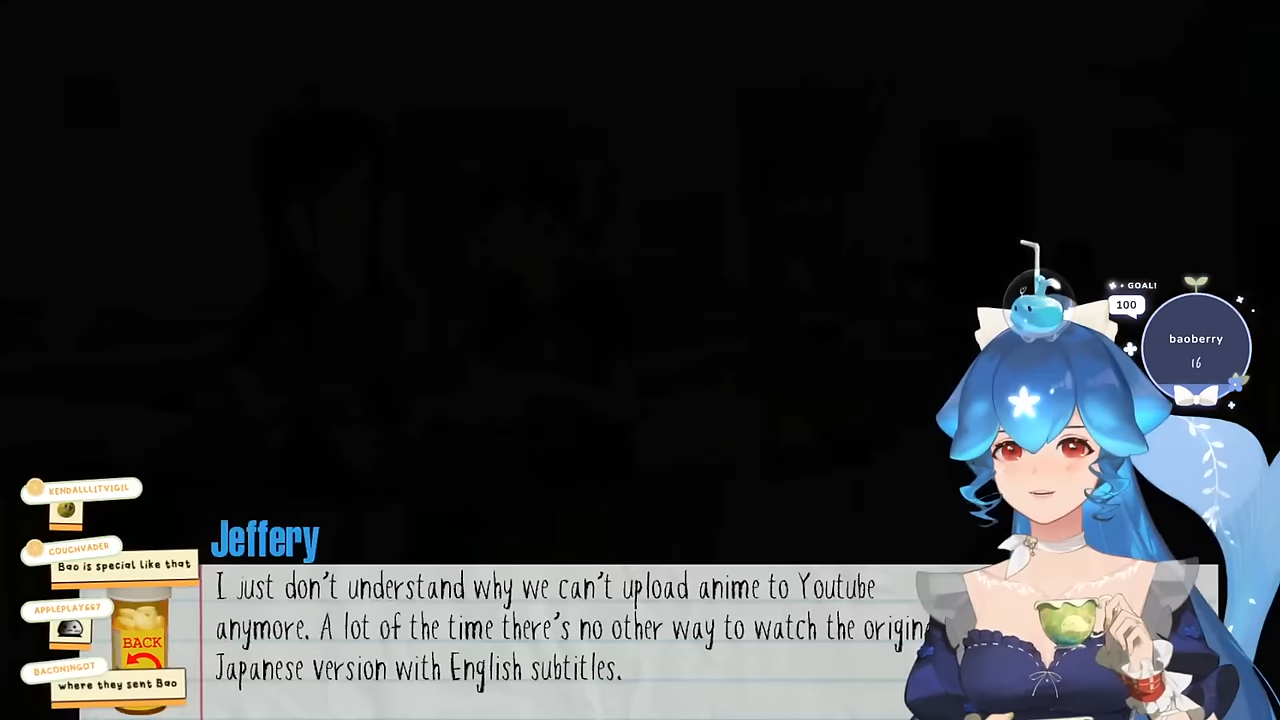 GOAL!
100
baoberry
16
KENDALLLITVIGIL
COUCHVADER
Bao is special like that
APPLEPLAY667
BACK
BACONINGOT
where they sent Bao
Jeffery
I just don't understand why we can't upload anime to Youtube
anymore. A lot of the time there's no other way to watch the
Japanese version with English subtitles.